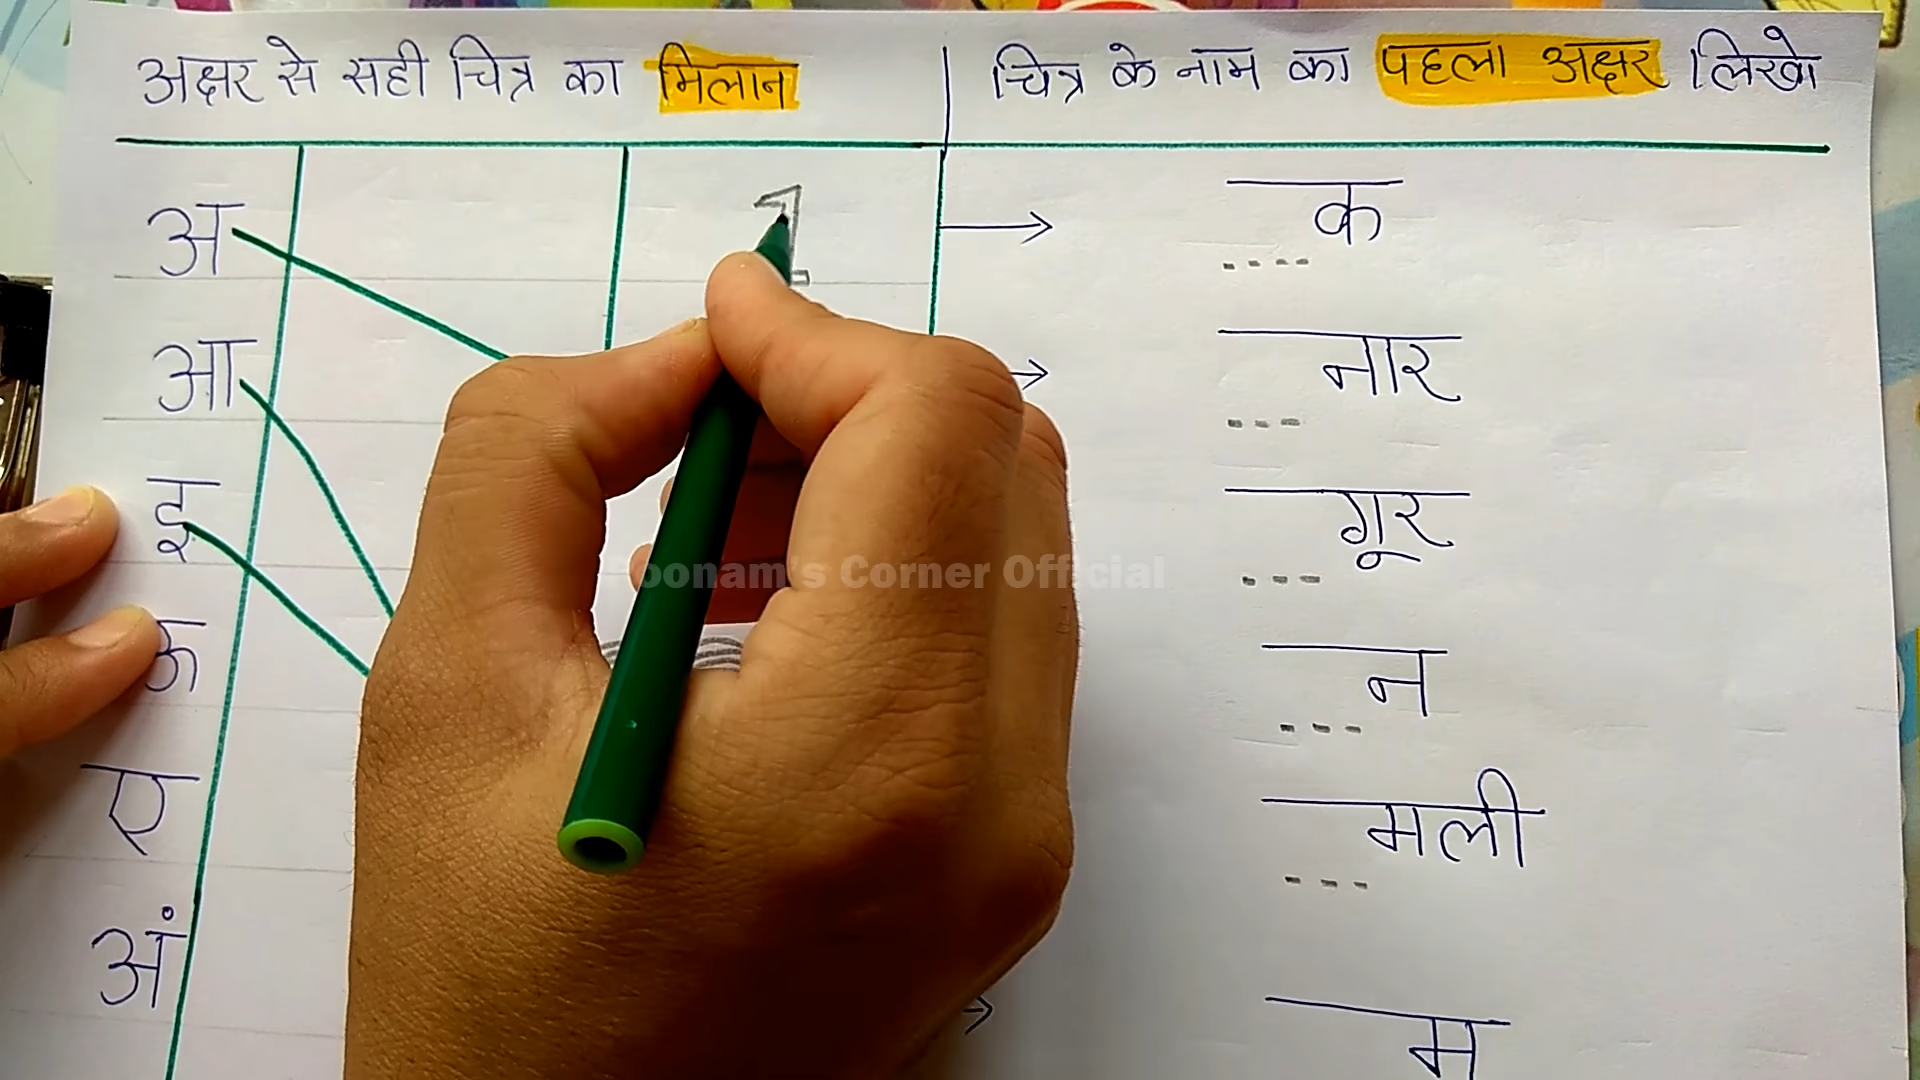 अक्षर से सही चित्र का मिलान
चित्र के नाम का पहला अक्षर लिखे
अ
1
क
आ
नार
इ
गूर
Poonam's Corner Official
ऊ
न
ए
मली
अं
म